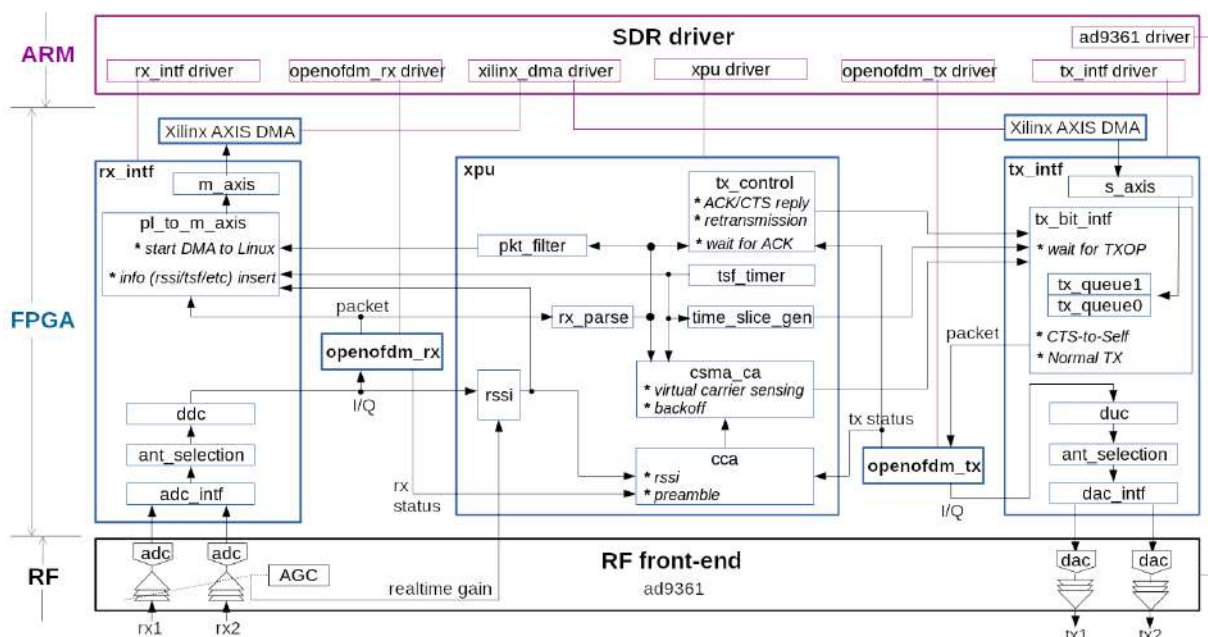 SDR driver
ad9361 driver
ARM
rx_intf driver
openofdm_rx driver
xilinx_dma driver
xpu driver
openofdm_tx driver
tx_intf driver
FPGA
Xilinx AXIS DMA
Xilinx AXIS DMA
rx_intf
m_axis
pl_to_m_axis
* start DMA to Linux
* info (rssi/tsf/etc) insert
packet
openofdm_rx
I/Q
ddc
ant_selection
adc_intf
rx
status
xpu
tx_control
* ACK/CTS reply
* retransmission
* wait for ACK
pkt_filter
tsf_timer
rx_parse
time_slice_gen
csma_ca
* virtual carrier sensing
* backoff
rssi
cca
* rssi
* preamble
tx status
tx_intf
s_axis
tx_bit_intf
* wait for TXOP
tx_queue1
tx_queue0
* CTS-to-Self
* Normal TX
packet
openofdm_tx
I/Q
duc
ant_selection
dac_intf
RF
adc
adc
AGC
realtime gain
RF front-end
ad9361
dac
dac
rx1
rx2
tx1
tx2